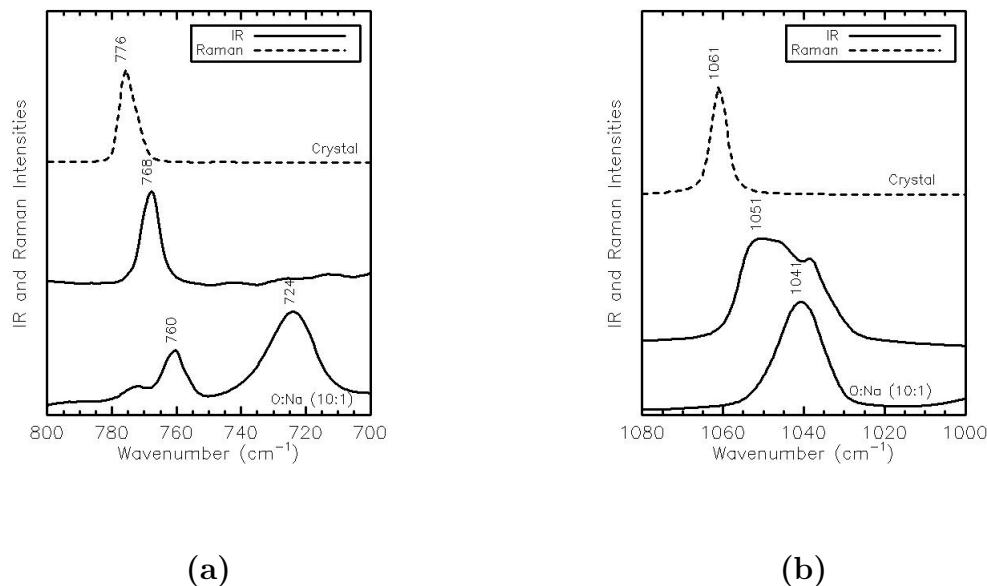 IR
Raman
776
Crystal
768
760
724
O:Na (10:1)
IR and Raman Intensities
800 780 760 740 720 700
Wavenumber (cm⁻¹)
(a)
IR
Raman
1061
Crystal
1051
1041
O:Na (10:1)
IR and Raman Intensities
1080 1060 1040 1020 1000
Wavenumber (cm⁻¹)
(b)